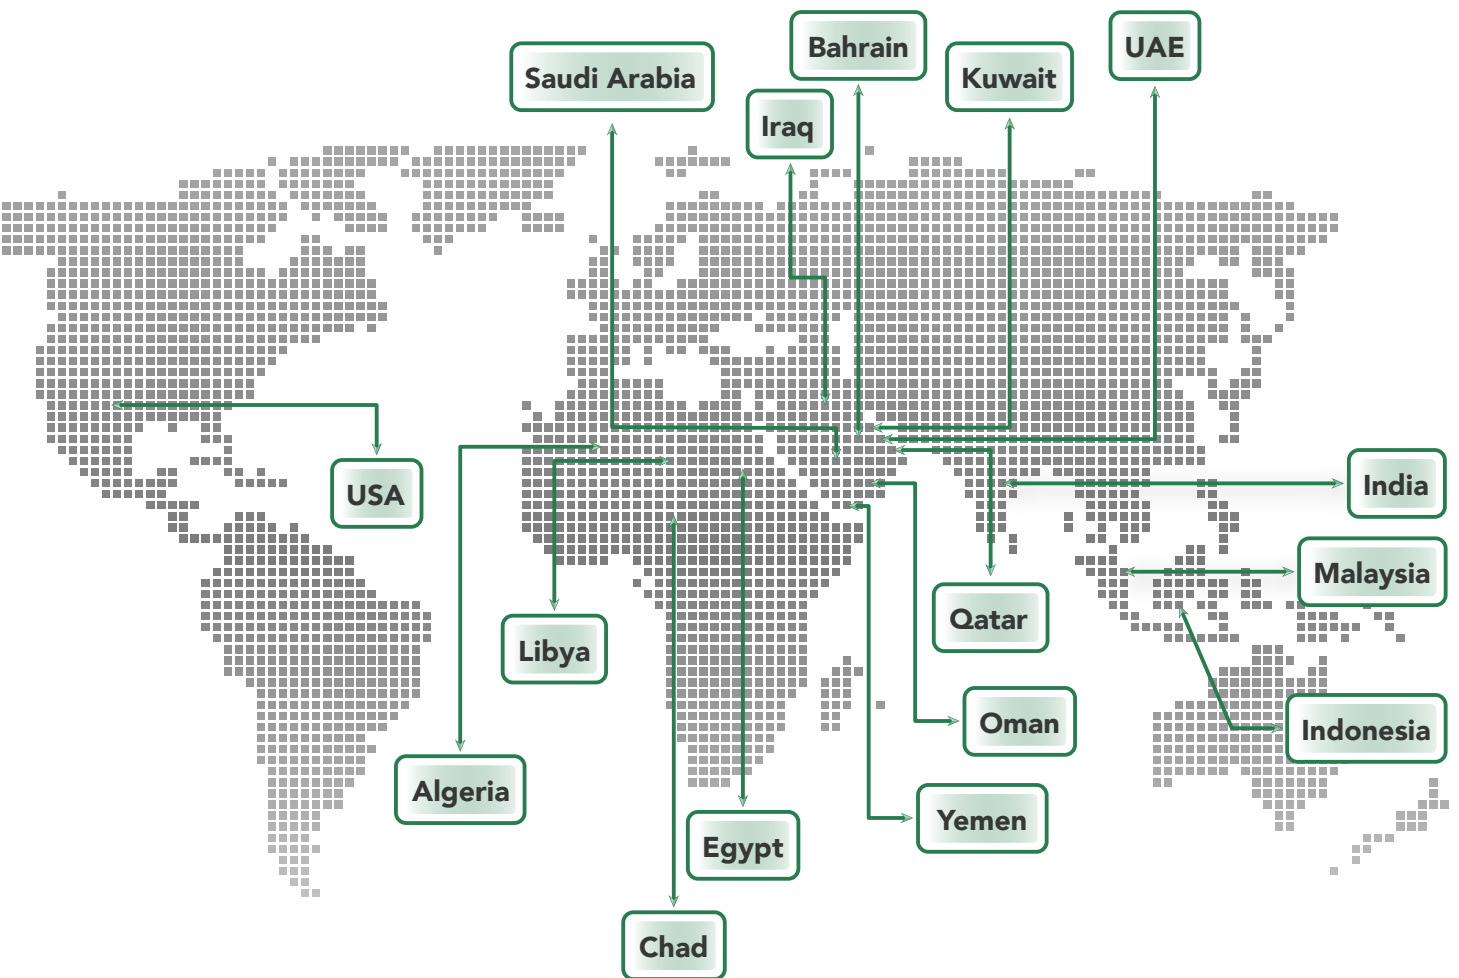 Bahrain
UAE
Saudi Arabia
Kuwait
Iraq
USA
India
Malaysia
Qatar
Libya
Oman
Indonesia
Algeria
Yemen
Egypt
Chad